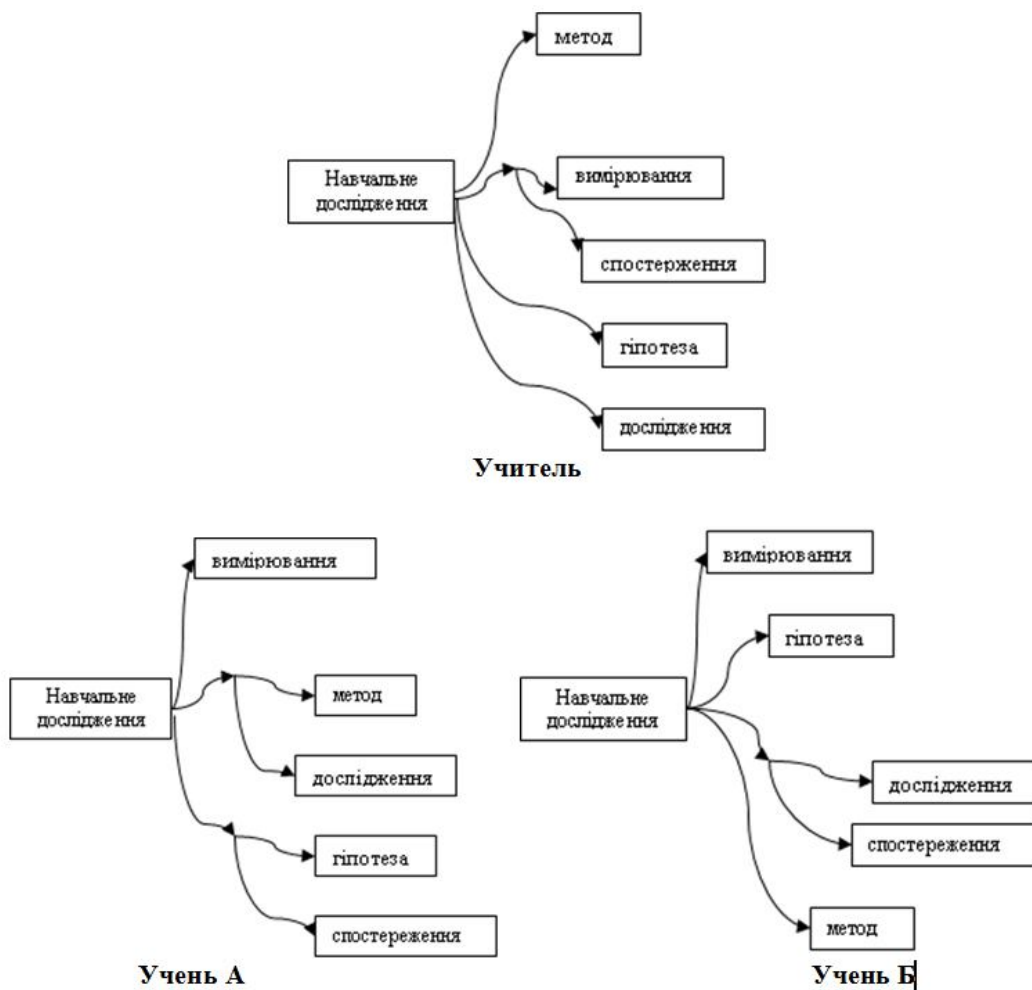 метод
Навчальне
дослідження
вимірювання
спостерження
гіпотеза
дослідження
Учитель
вимірювання
Навчальне
дослідження
метод
дослідження
гіпотеза
спостереження
Учень А
вимірювання
гіпотеза
Навчальне
дослідження
дослідження
спостереження
метод
Учень Б